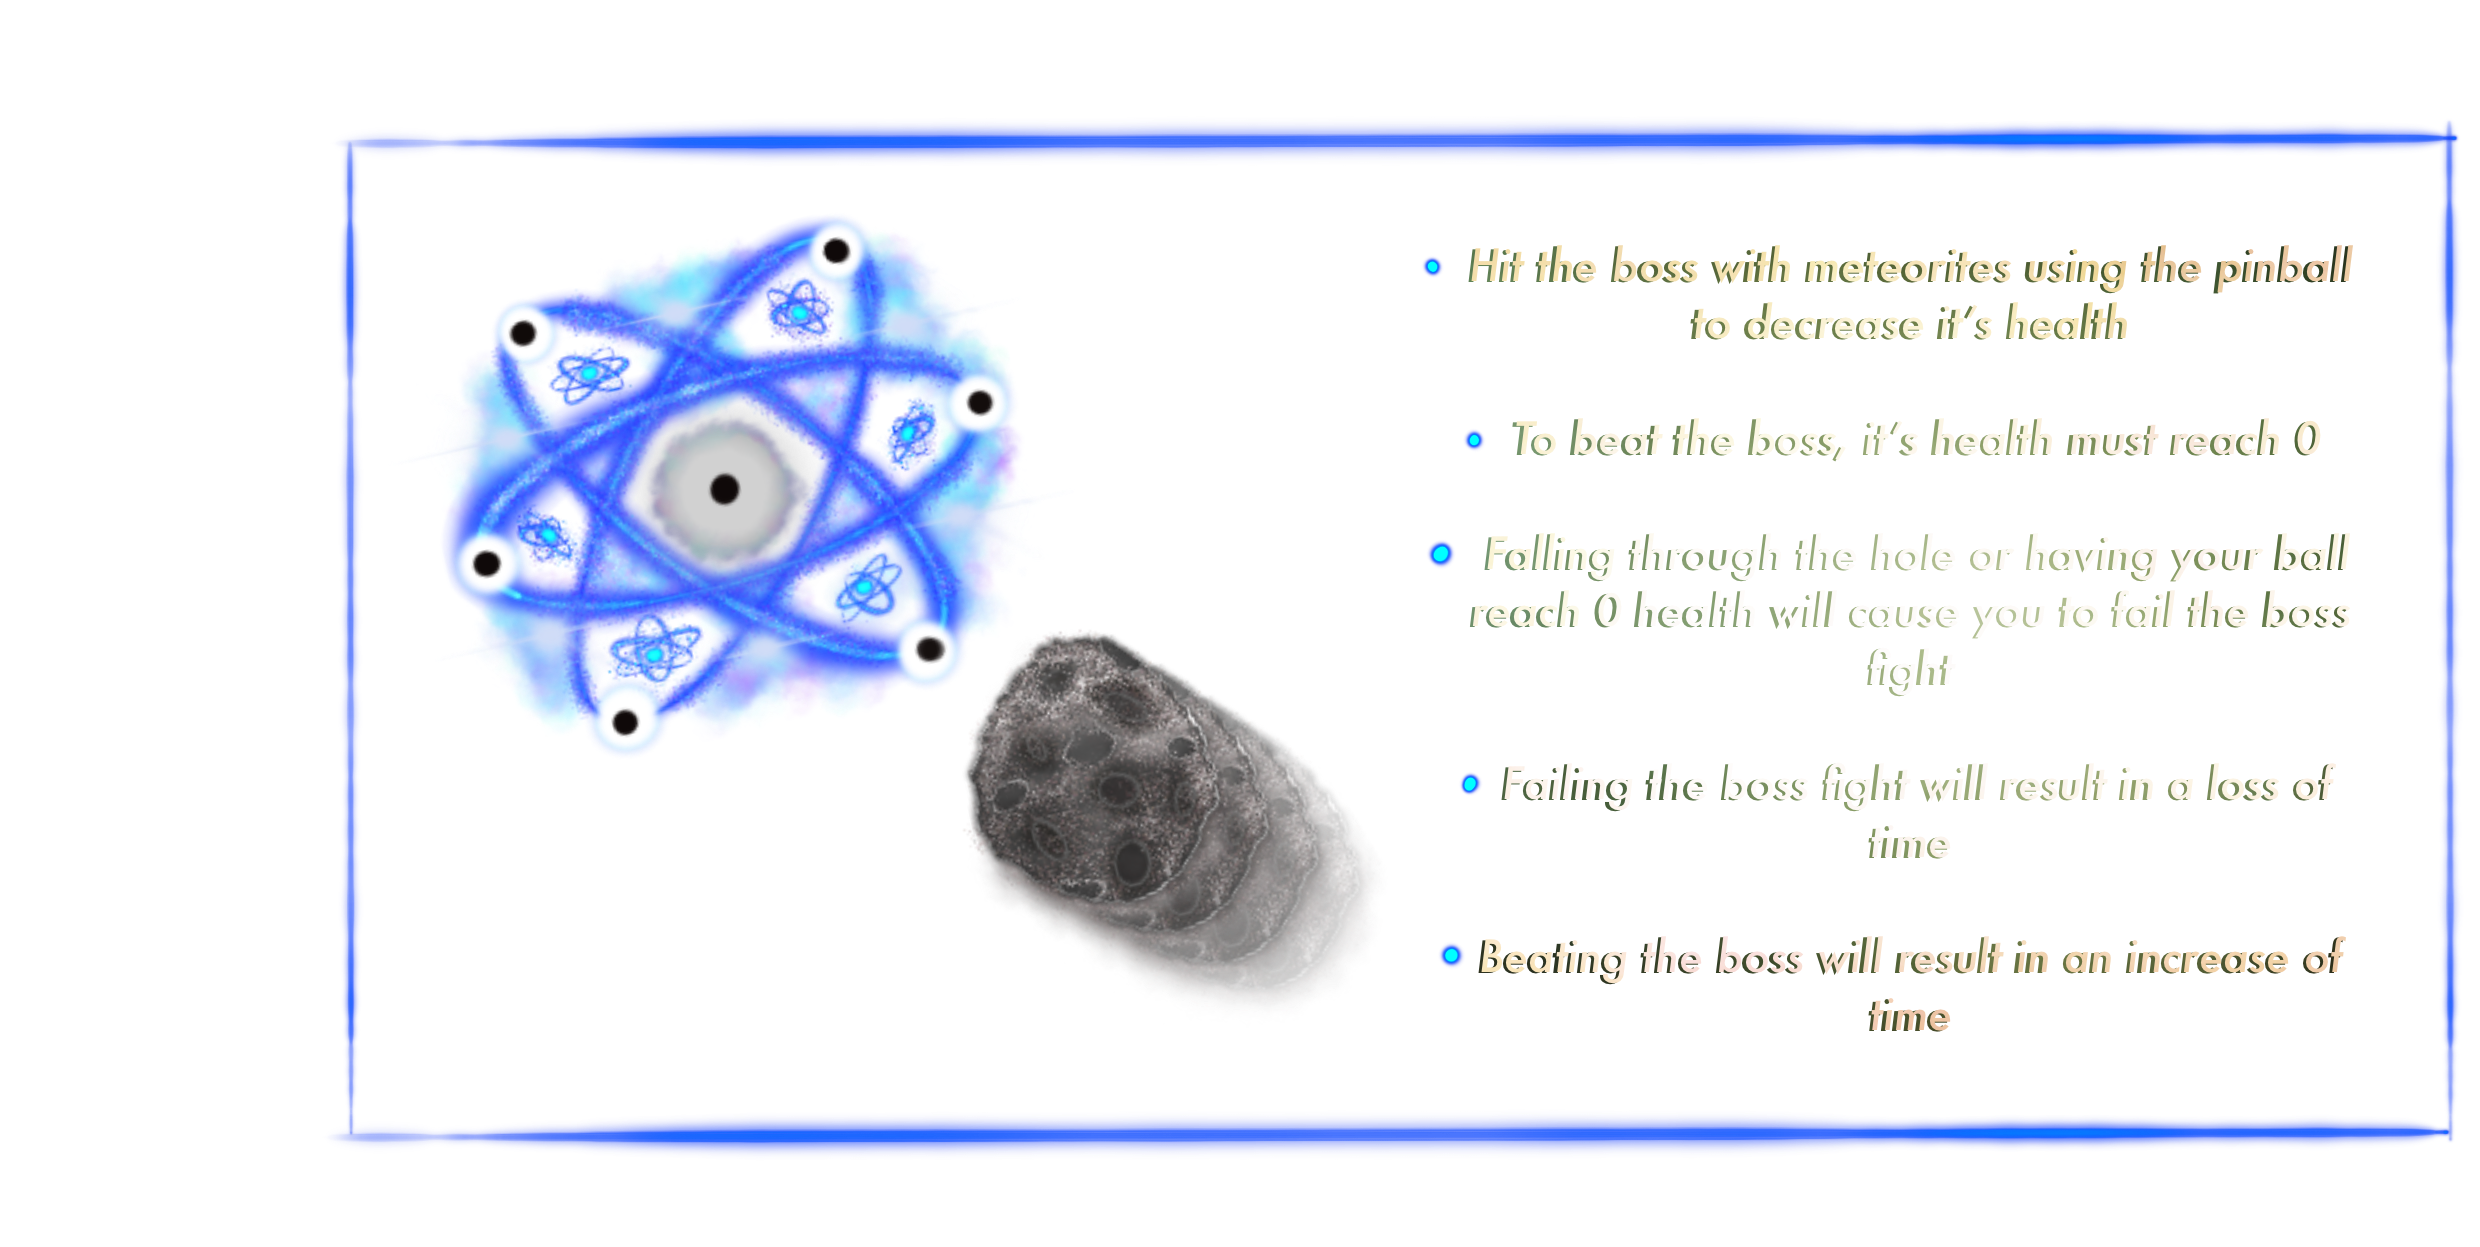 Hit the boss with meteorites using the pinball
to decrease it's health
To beat the boss, it's health must reach 0
Falling through the hole or having your ball
reach 0 health will cause you to fail the boss
fight
Failing the boss fight will result in a loss of
time
Beating the boss will result in an increase of
time